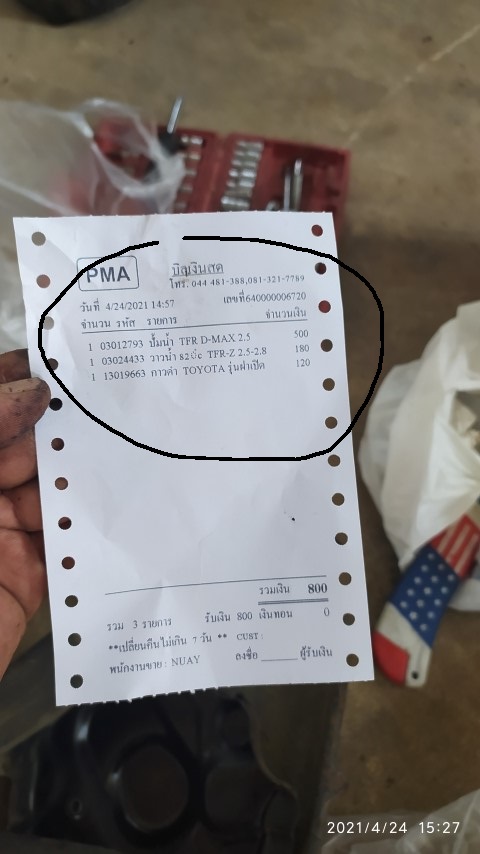 PMA
บิลเงินสด
โทร. 044 481-388,081-321-7789
วันที่ 4/24/2021 14:57 เลขที่640000006720
จำนวน รหัส รายการ จำนวนเงิน
1 03012793 ปั้มน้ำ TFR D-MAX 2.5 500
1 03024433 วาวน้ำ 82องะ TFR-Z 2.5-2.8 180
1 13019663 กาวดำ TOYOTA รุ่นฝาเปิด 120
รวมเงิน 800
รวม 3 รายการ รับเงิน 800 เงินทอน 0
**เปลี่ยนคืนไม่เกิน 7 วัน ** CUST :
พนักงานขาย : NUAY ลงชื่อ ______ ผู้รับเงิน
2021/4/24 15:27